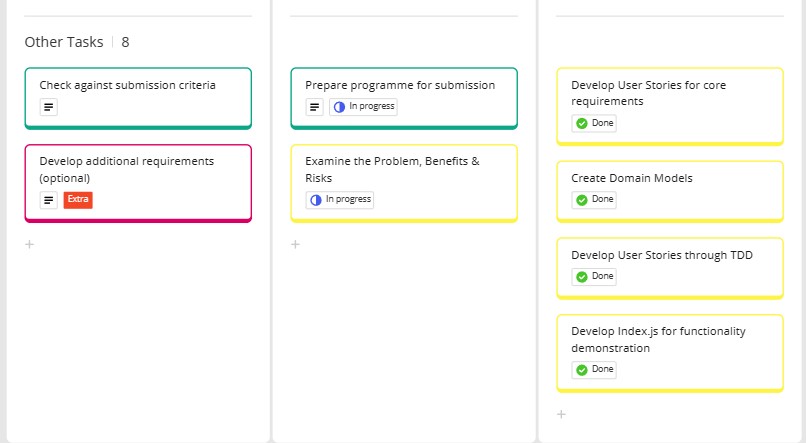 Other Tasks | 8
Check against submission criteria
Develop additional requirements
(optional)
Extra
+
Prepare programme for submission
In progress
Examine the Problem, Benefits &
Risks
In progress
+
Develop User Stories for core
requirements
Done
Create Domain Models
Done
Develop User Stories through TDD
Done
Develop Index.js for functionality
demonstration
Done
+